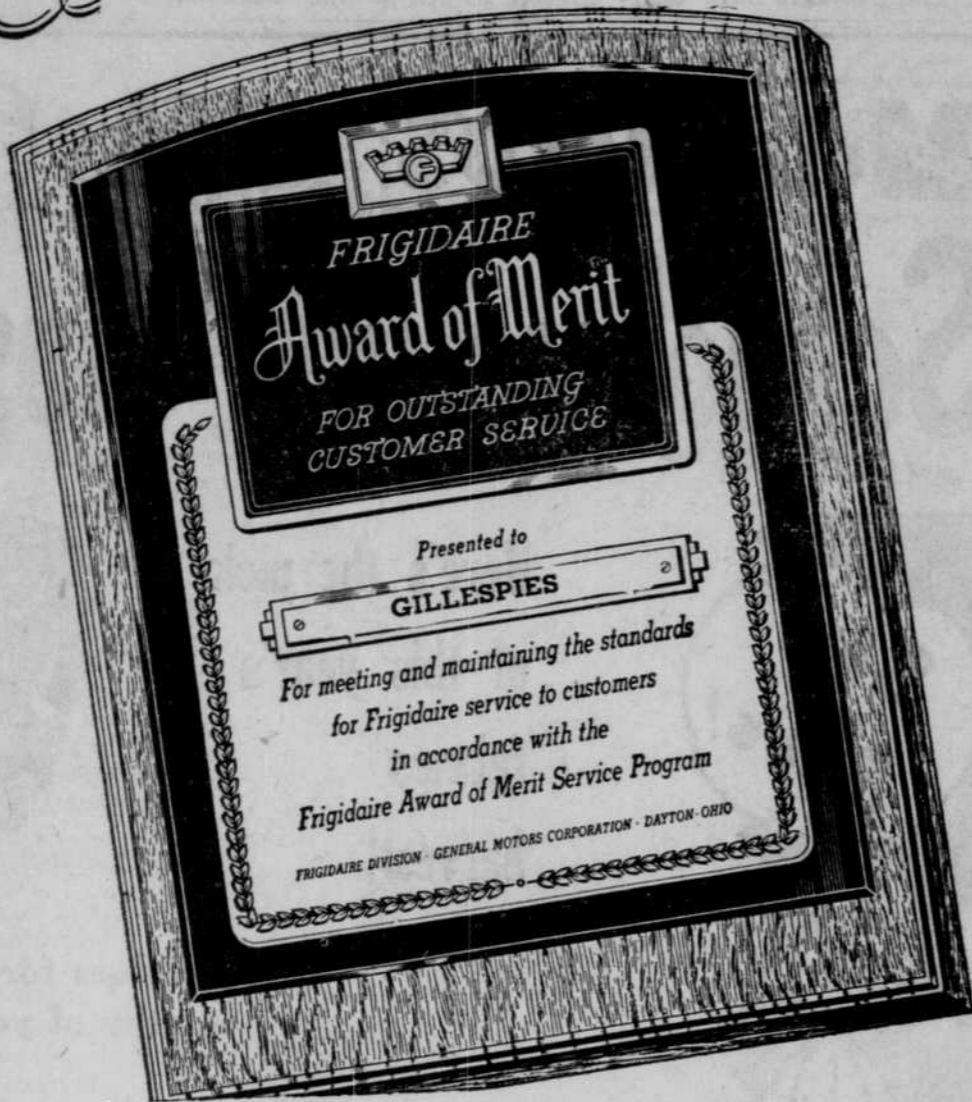 F
FRIGIDAIRE
Award of Merit
FOR OUTSTANDING
CUSTOMER SERVICE
Presented to
GILLESPIES
For meeting and maintaining the standards
for Frigidaire service to customers
in accordance with the
Frigidaire Award of Merit Service Program
FRIGIDAIRE DIVISION · GENERAL MOTORS CORPORATION · DAYTON · OHIO